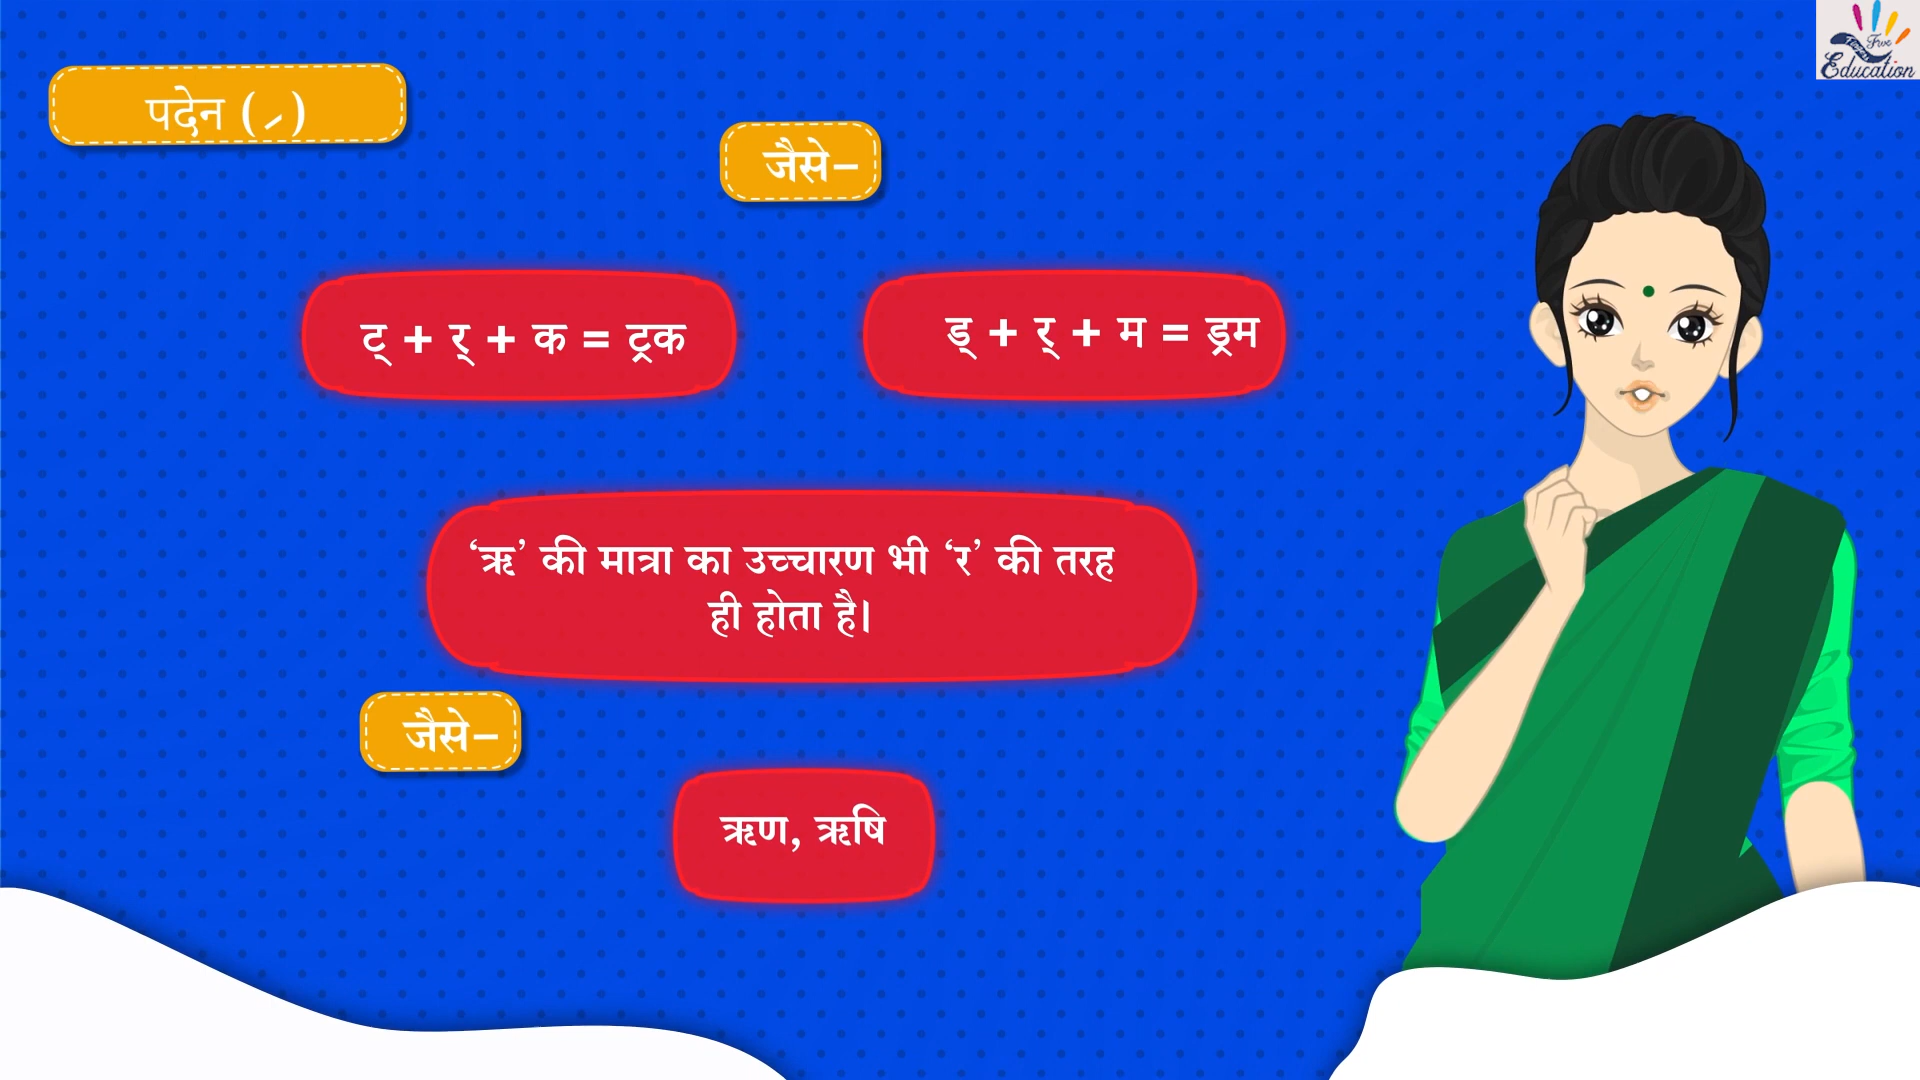 पदेन (‌ ̷ )
जैसे–
ट् + र् + क = ट्रक
ड् + र् + म = ड्रम
‘ऋ’ की मात्रा का उच्चारण भी ‘र’ की तरह
ही होता है।
जैसे–
ऋण, ऋषि
Five
Education